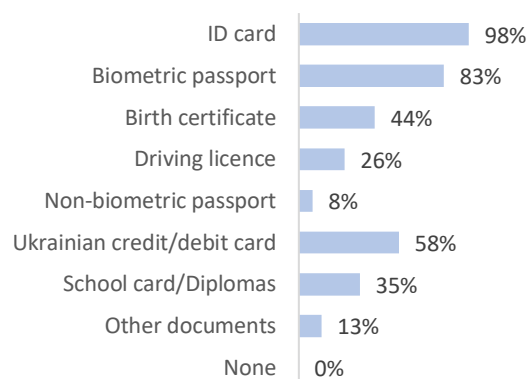 ID card 98%
Biometric passport 83%
Birth certificate 44%
Driving licence 26%
Non-biometric passport 8%
Ukrainian credit/debit card 58%
School card/Diplomas 35%
Other documents 13%
None 0%